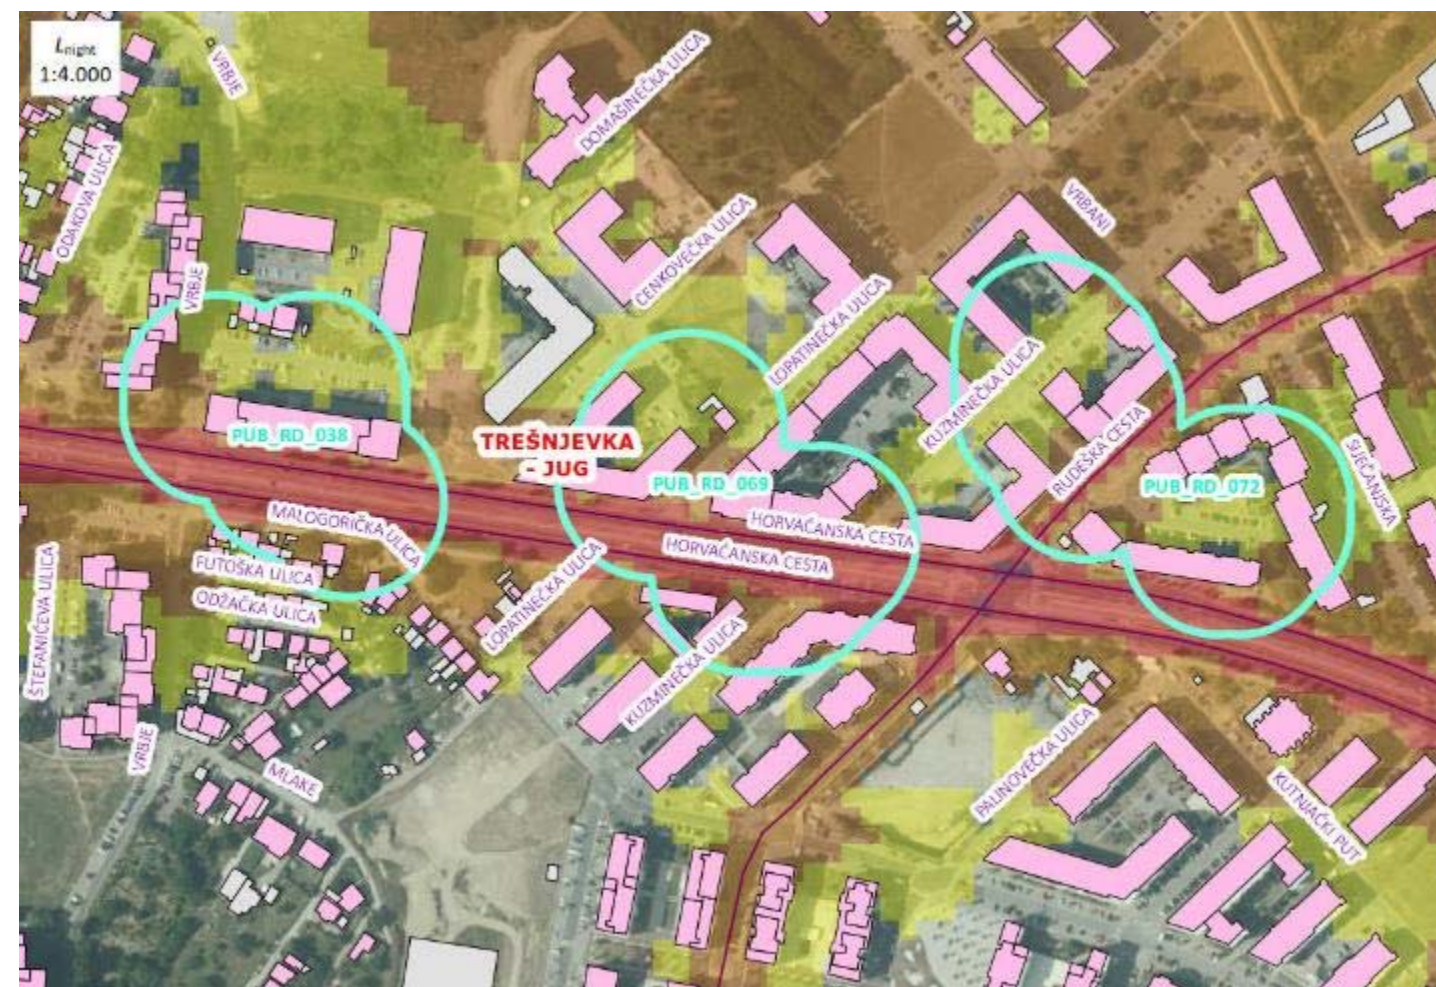 Lnight
1:4.000
VRBJE
DOMAŠINEČKA ULICA
ODAKOVA ULICA
CENKOVEČKA ULICA
VRBANI
VRBJE
LOPATINEČKA ULICA
KUZMINEČKA ULICA
PUB_RD_038
TREŠNJEVKA
- JUG
PUB_RD_069
RUDEŠKA CESTA
PUB_RD_072
SIJEČANJSKA
MALOGORIČKA ULICA
HORVAĆANSKA CESTA
HORVAĆANSKA CESTA
FUTOŠKA ULICA
ODŽAČKA ULICA
LOPATINEČKA ULICA
ŠTEFANIĆEVA ULICA
KUZMINEČKA ULICA
VRBJE
MLAKE
PALINOVEČKA ULICA
KUTNJAČKI PUT